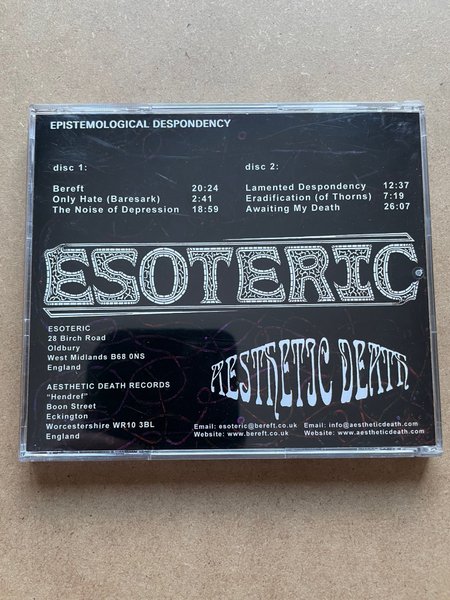 EPISTEMOLOGICAL DESPONDENCY
disc 1:
Bereft 20:24
Only Hate (Baresark) 2:41
The Noise of Depression 18:59
disc 2:
Lamented Despondency 12:37
Eradification (of Thorns) 7:19
Awaiting My Death 26:07
ESOTERIC
ESOTERIC
28 Birch Road
Oldbury
West Midlands B68 0NS
England
AESTHETIC DEATH RECORDS
"Hendref"
Boon Street
Eckington
Worcestershire WR10 3BL
England
AESTHETIC DEATH
Email: esoteric@bereft.co.uk
Website: www.bereft.co.uk
Email: info@aestheticdeath.com
Website: www.aestheticdeath.com